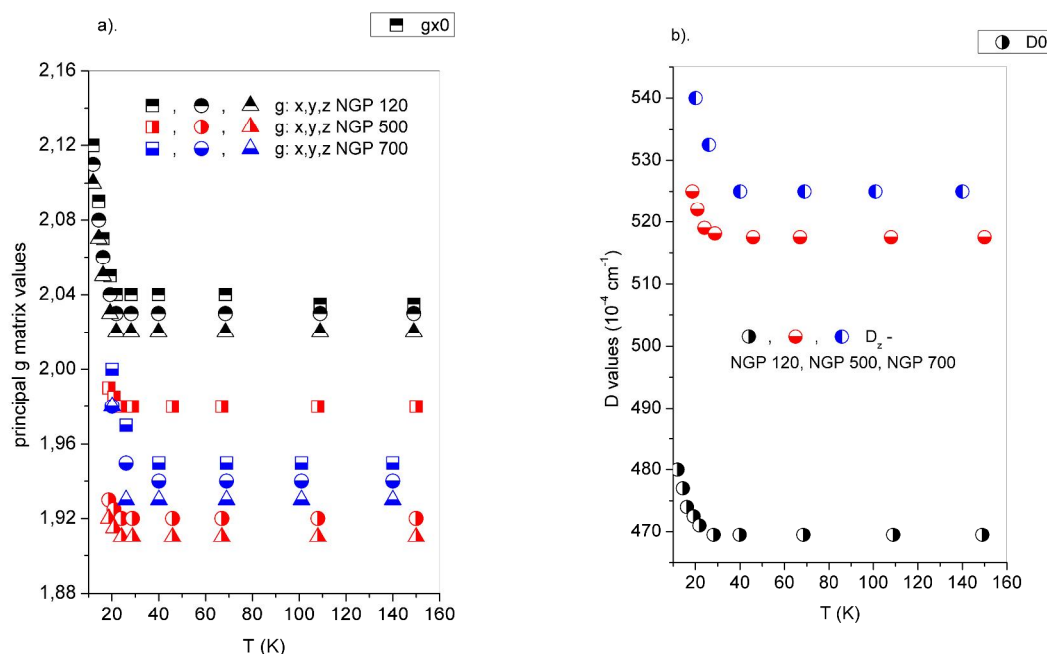 a).
gx0
2,16
2,12
2,08
2,04
2,00
1,96
1,92
1,88
principal g matrix values
, , g: x,y,z NGP 120
, , g: x,y,z NGP 500
, , g: x,y,z NGP 700
20 40 60 80 100 120 140 160
T (K)
b).
D0
540
530
520
510
500
490
480
470
D values (10⁻⁴ cm⁻¹)
, , D_z -
NGP 120, NGP 500, NGP 700
20 40 60 80 100 120 140 160
T (K)